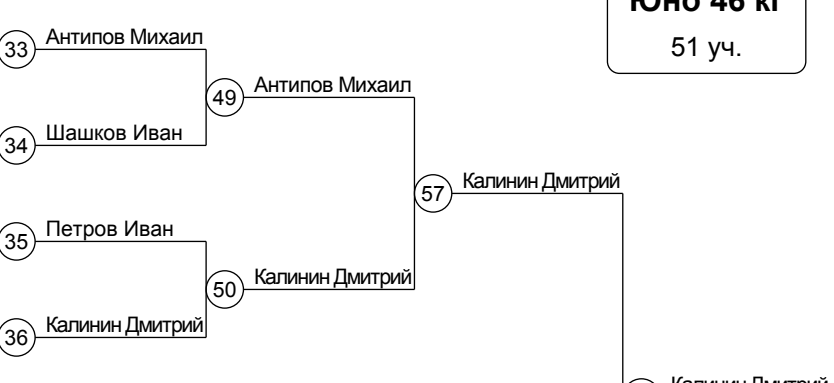 Юно 46 кг
51 уч.
33 Антипов Михаил
49 Антипов Михаил
34 Шашков Иван
57 Калинин Дмитрий
35 Петров Иван
50 Калинин Дмитрий
36 Калинин Дмитрий
Калинин Дмитрий